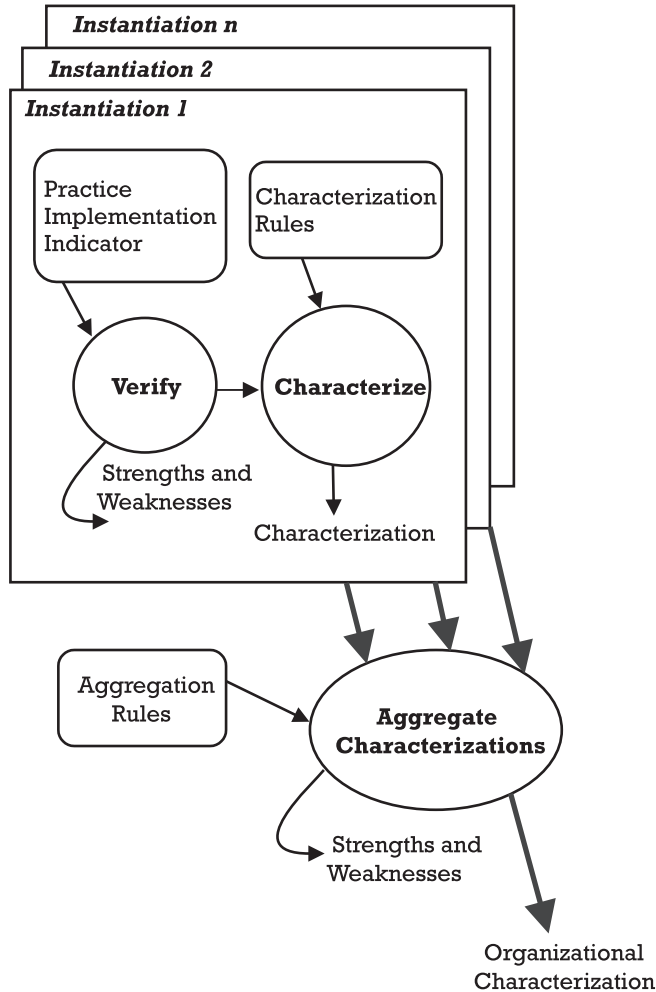 Instantiation n
Instantiation 2
Instantiation 1
Practice
Implementation
Indicator
Characterization
Rules
Verify
Characterize
Strengths and
Weaknesses
Characterization
Aggregation
Rules
Aggregate
Characterizations
Strengths and
Weaknesses
Organizational
Characterization